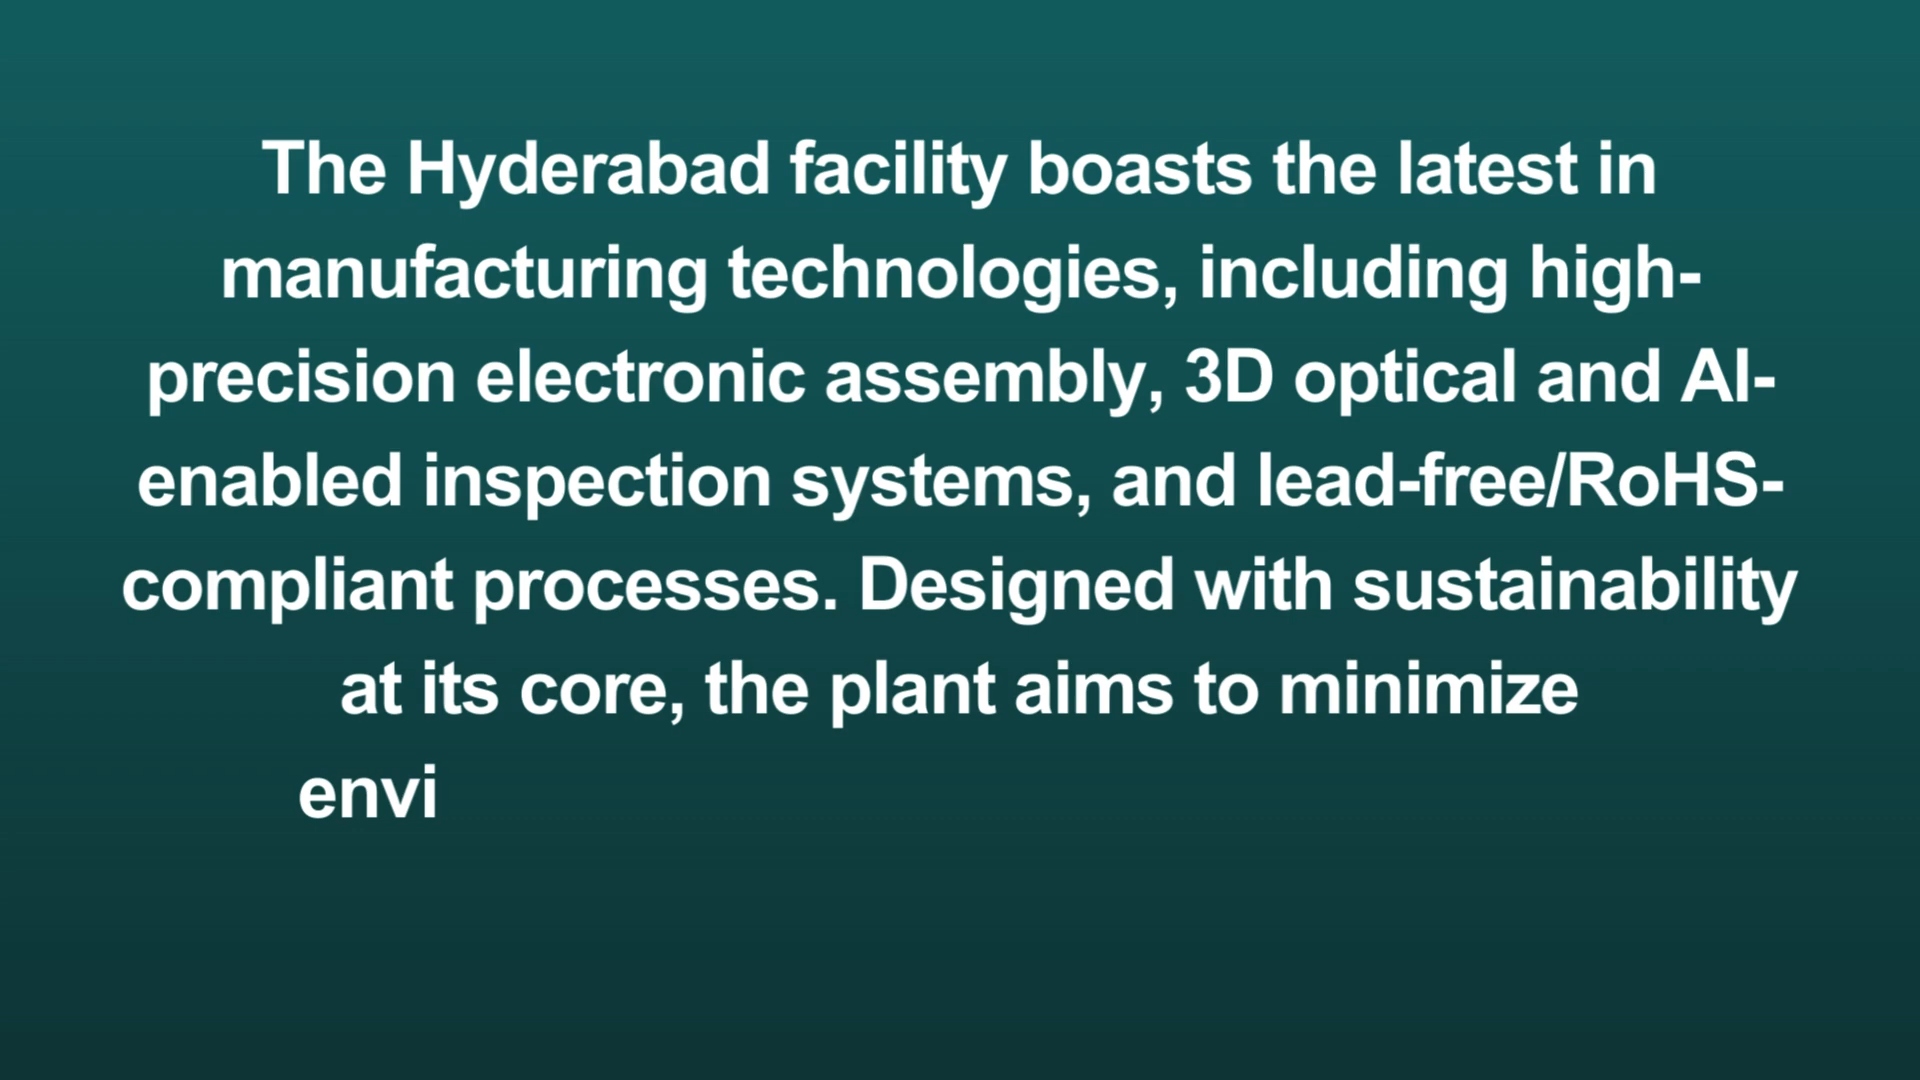 The Hyderabad facility boasts the latest in
manufacturing technologies, including high-
precision electronic assembly, 3D optical and AI-
enabled inspection systems, and lead-free/RoHS-
compliant processes. Designed with sustainability
at its core, the plant aims to minimize
envi